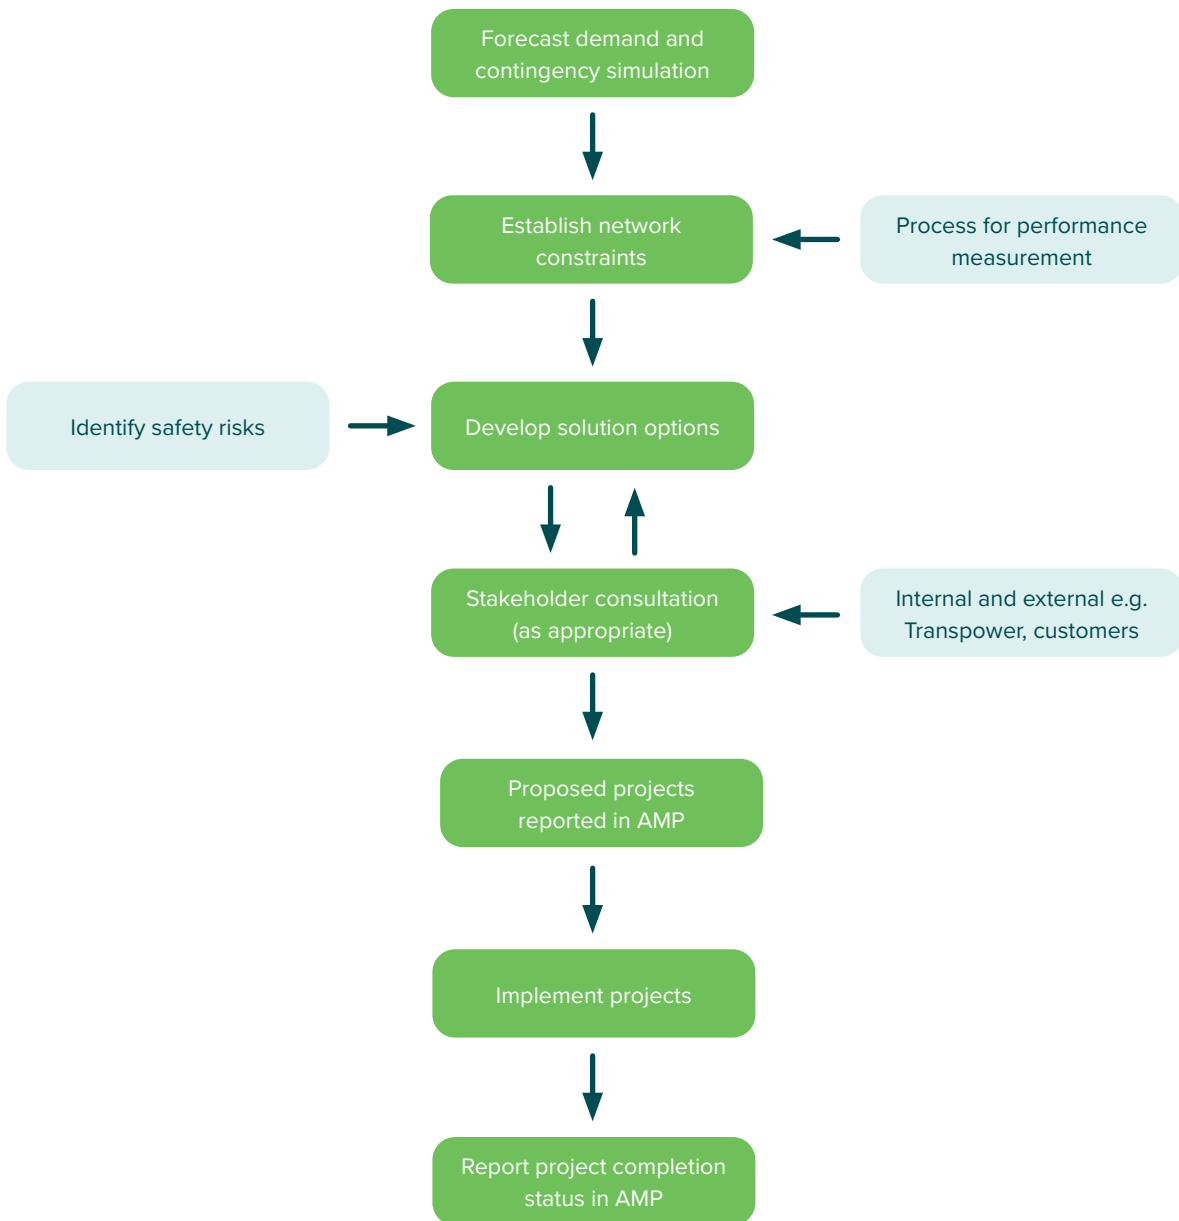 Forecast demand and
contingency simulation
Establish network
constraints
Process for performance
measurement
Identify safety risks
Develop solution options
Stakeholder consultation
(as appropriate)
Internal and external e.g.
Transpower, customers
Proposed projects
reported in AMP
Implement projects
Report project completion
status in AMP